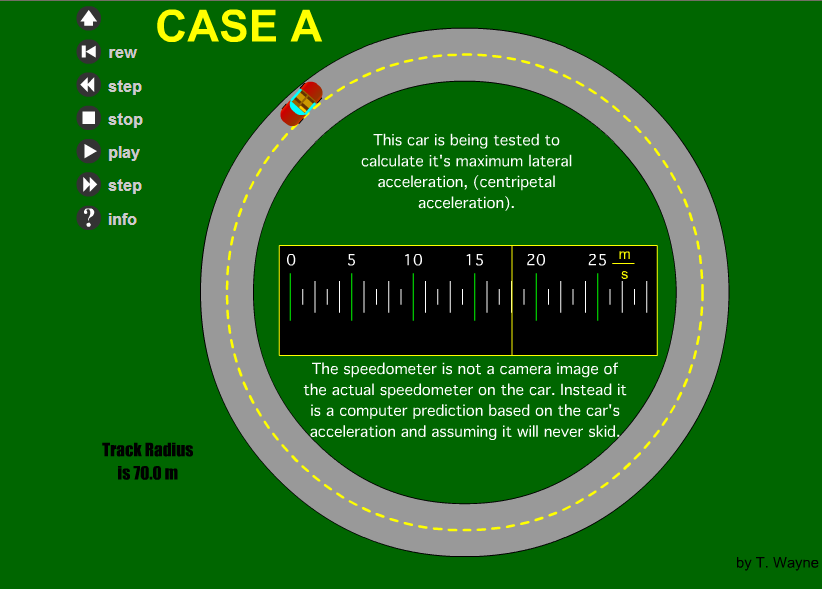 CASE A
rew
step
stop
play
step
? info
This car is being tested to
calculate it's maximum lateral
acceleration, (centripetal
acceleration).
0 5 10 15 20 25 m
s
The speedometer is not a camera image of
the actual speedometer on the car. Instead it
is a computer prediction based on the car's
acceleration and assuming it will never skid.
Track Radius
is 70.0 m
by T. Wayne